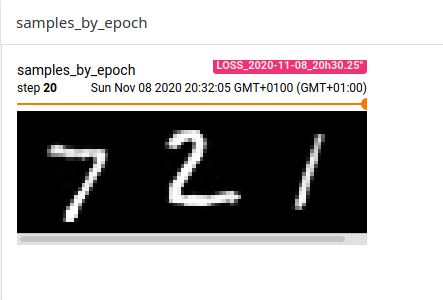 samples_by_epoch
samples_by_epoch LOSS_2020-11-08_20h30.25"
step 20 Sun Nov 08 2020 20:32:05 GMT+0100 (GMT+01:00)
7 2 1